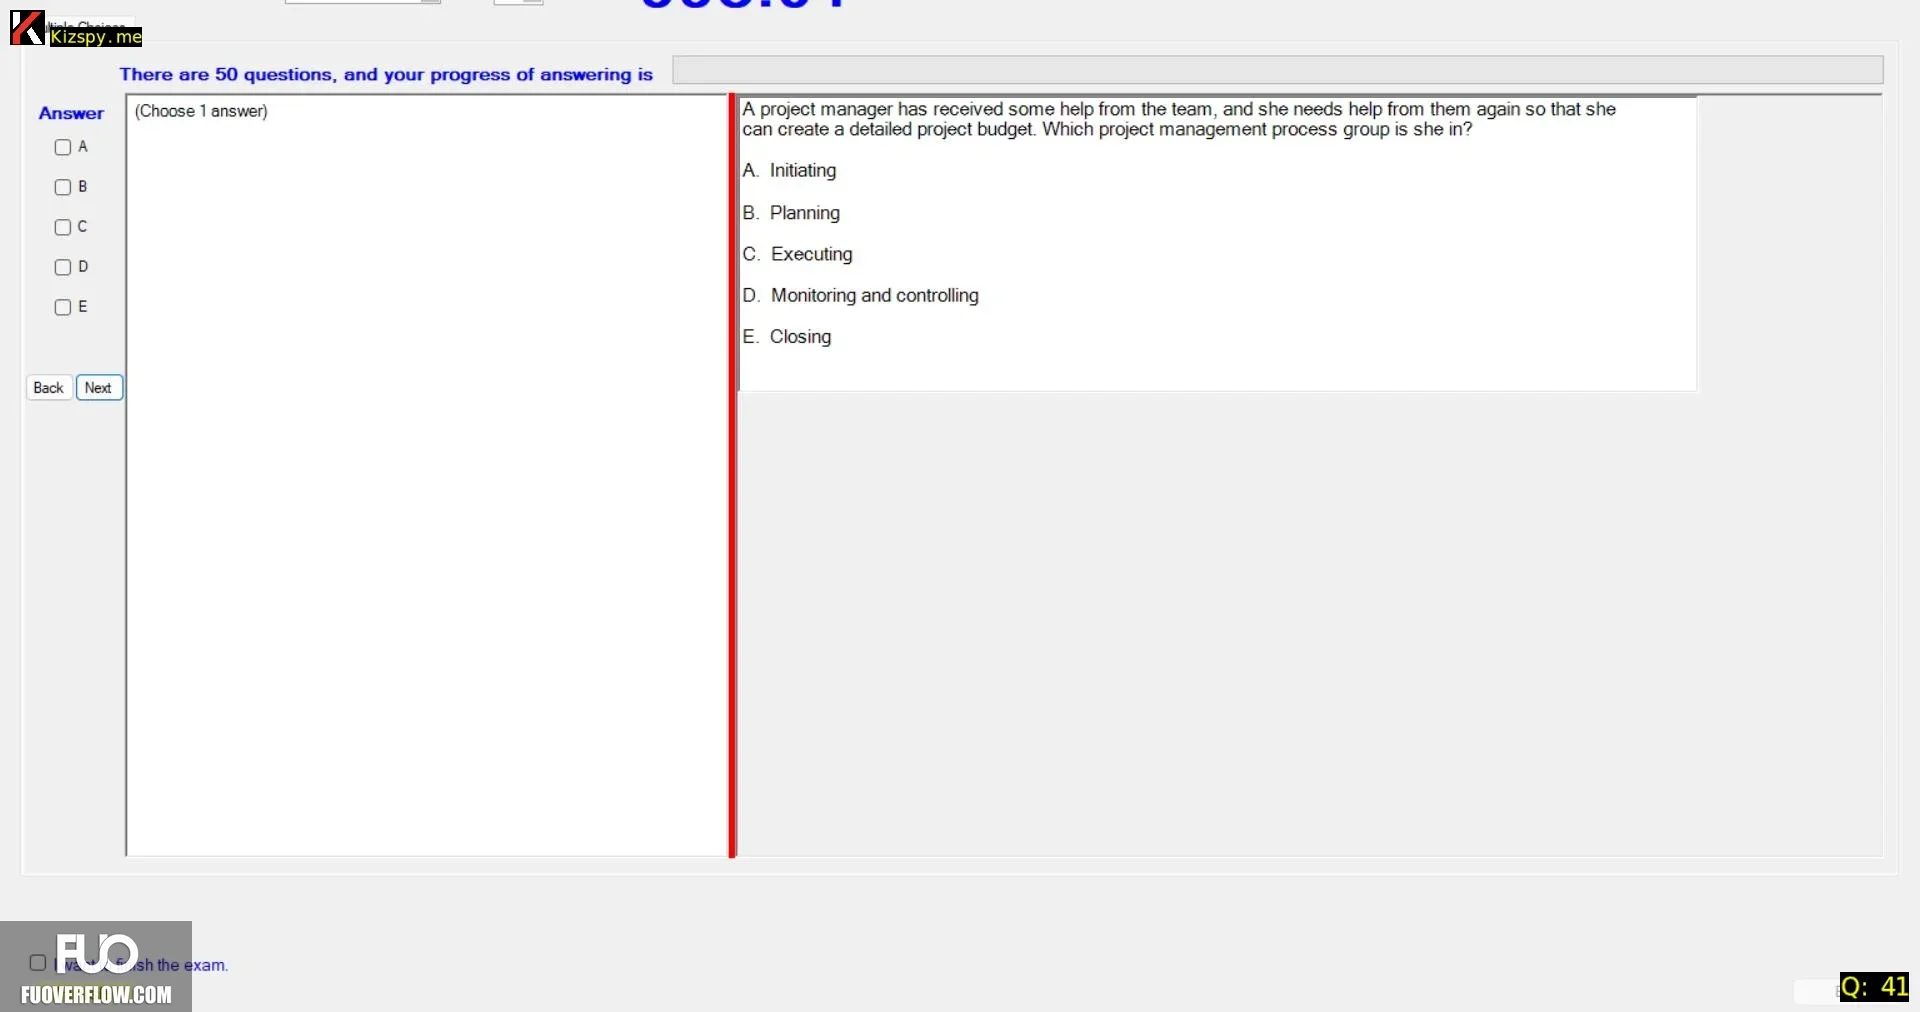 Kizspy.me
There are 50 questions, and your progress of answering is
Answer
(Choose 1 answer)
A
B
C
D
E
Back
Next
A project manager has received some help from the team, and she needs help from them again so that she
can create a detailed project budget. Which project management process group is she in?
A. Initiating
B. Planning
C. Executing
D. Monitoring and controlling
E. Closing
FUO
the exam.
FUOVERFLOW.COM
Q: 41